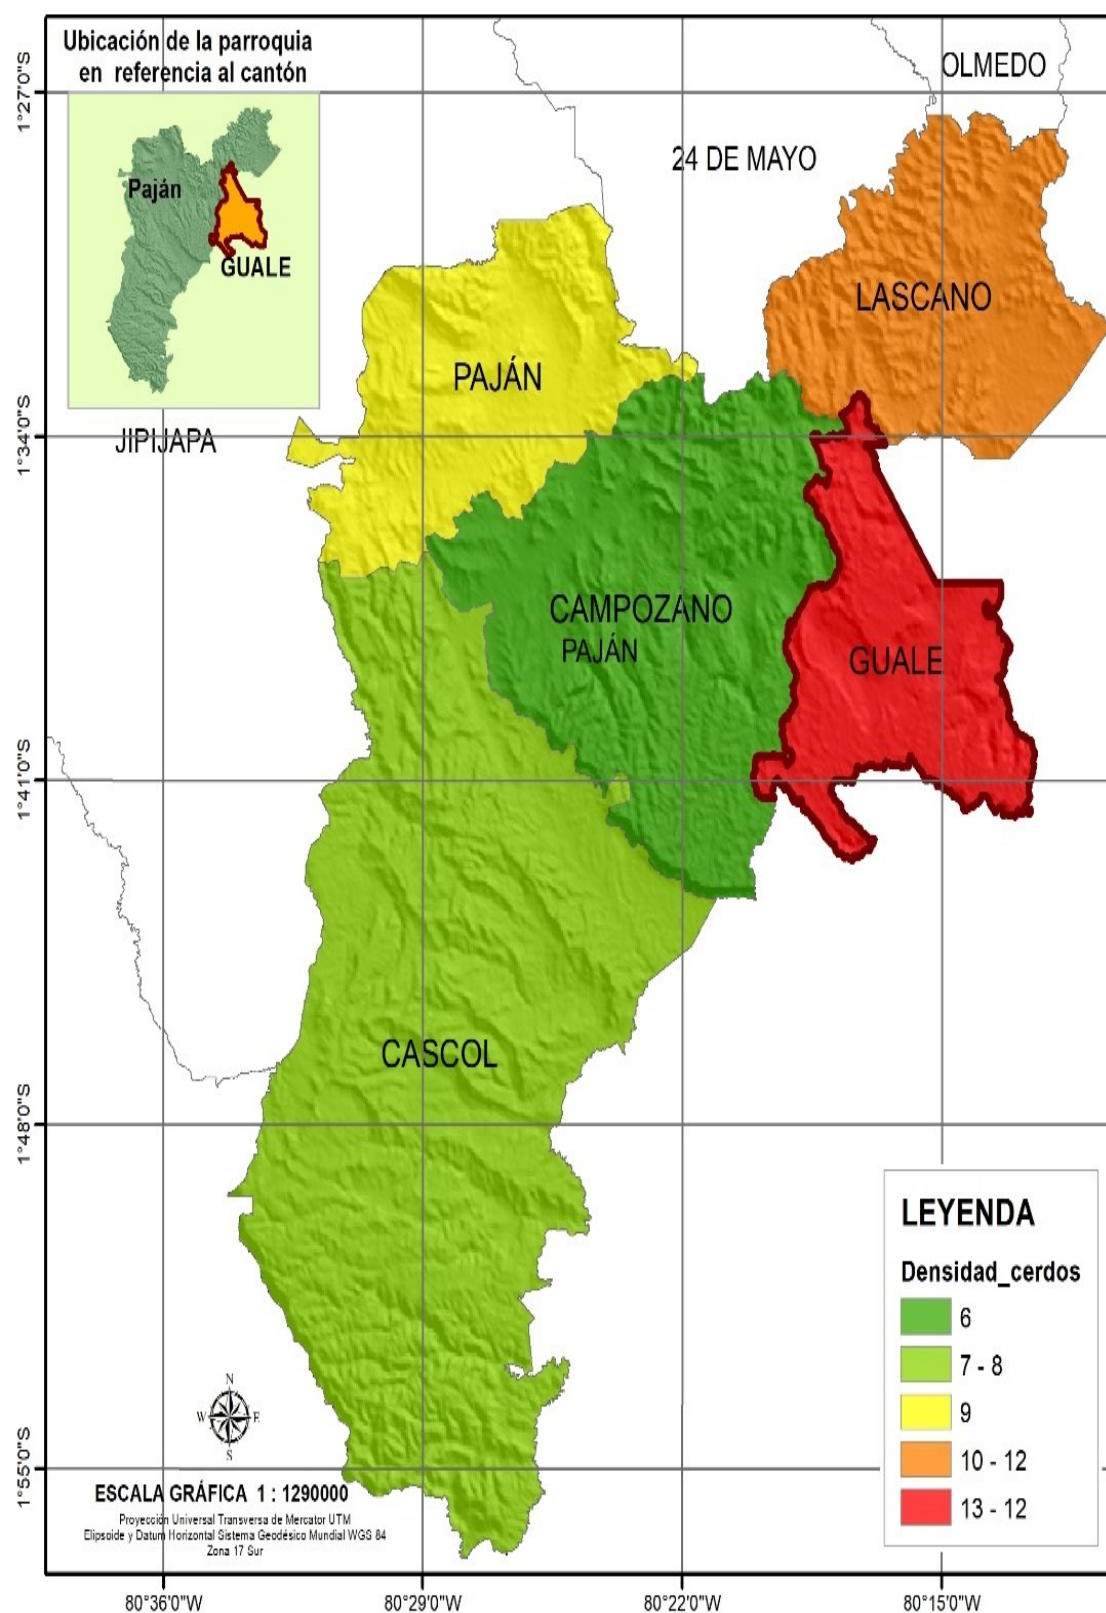 Ubicación de la parroquia
en referencia al cantón
Paján
GUALE
OLMEDO
24 DE MAYO
LASCANO
PAJÁN
JIPIJAPA
CAMPOZANO
PAJÁN
GUALE
CASCOL
1°27'0"S
1°34'0"S
1°41'0"S
1°48'0"S
1°55'0"S
LEYENDA
Densidad_cerdos
6
7 - 8
9
10 - 12
13 - 12
N
W E
S
ESCALA GRÁFICA 1 : 1290000
Proyección Universal Transversa de Mercator UTM
Elipsoide y Datum Horizontal Sistema Geodésico Mundial WGS 84
Zona 17 Sur
80°36'0"W 80°29'0"W 80°22'0"W 80°15'0"W